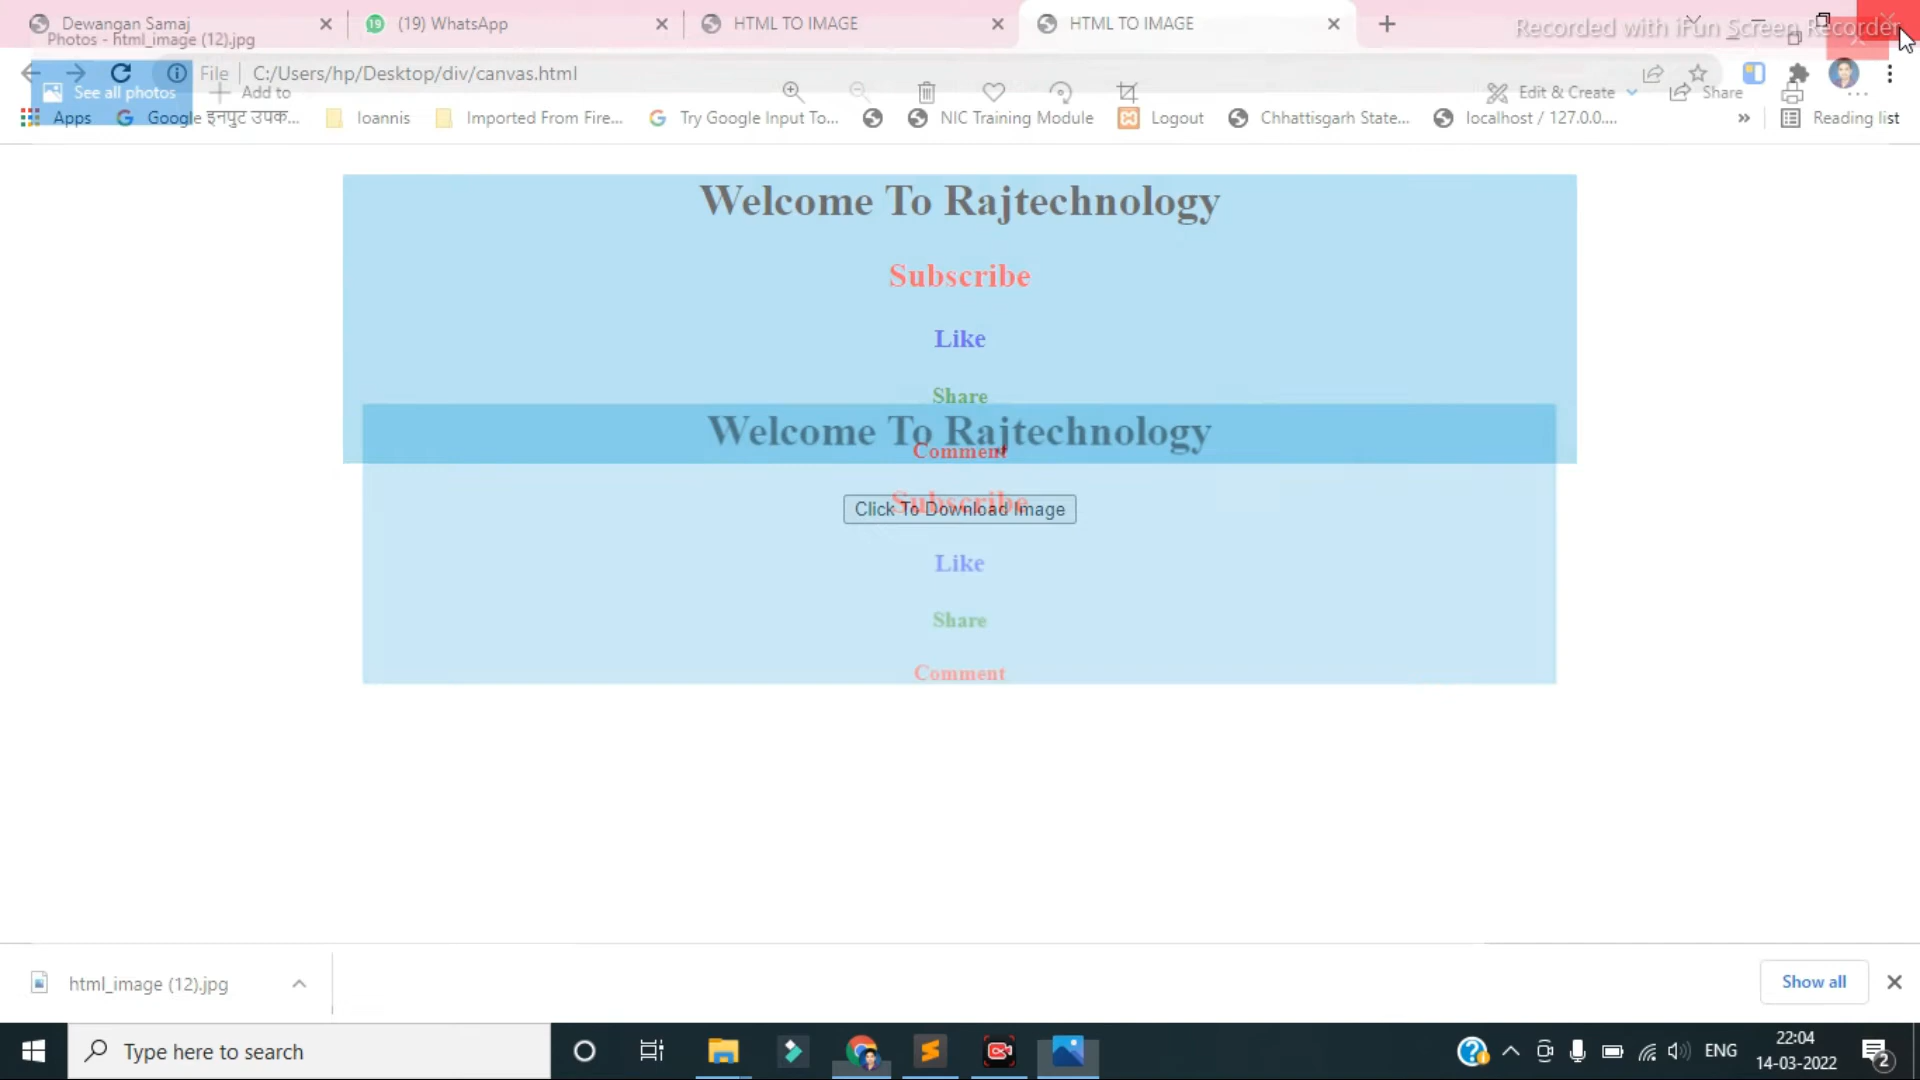 Dewangan Samaj
(19) WhatsApp
HTML TO IMAGE
HTML TO IMAGE
Recorded with iFun Screen Recorder
Photos - html_image (12).jpg
File
C:/Users/hp/Desktop/div/canvas.html
See all photos
Add to
Edit & Create
Share
Apps
Google इनपुट उपक...
Ioannis
Imported From Fire...
Try Google Input To...
NIC Training Module
Logout
Chhattisgarh State...
localhost / 127.0.0....
»
Reading list
Welcome To Rajtechnology
Subscribe
Like
Share
Welcome To Rajtechnology
Comment
Subscribe
Click To Download Image
Like
Share
Comment
html_image (12).jpg
Show all
Type here to search
ENG
22:04
14-03-2022
2